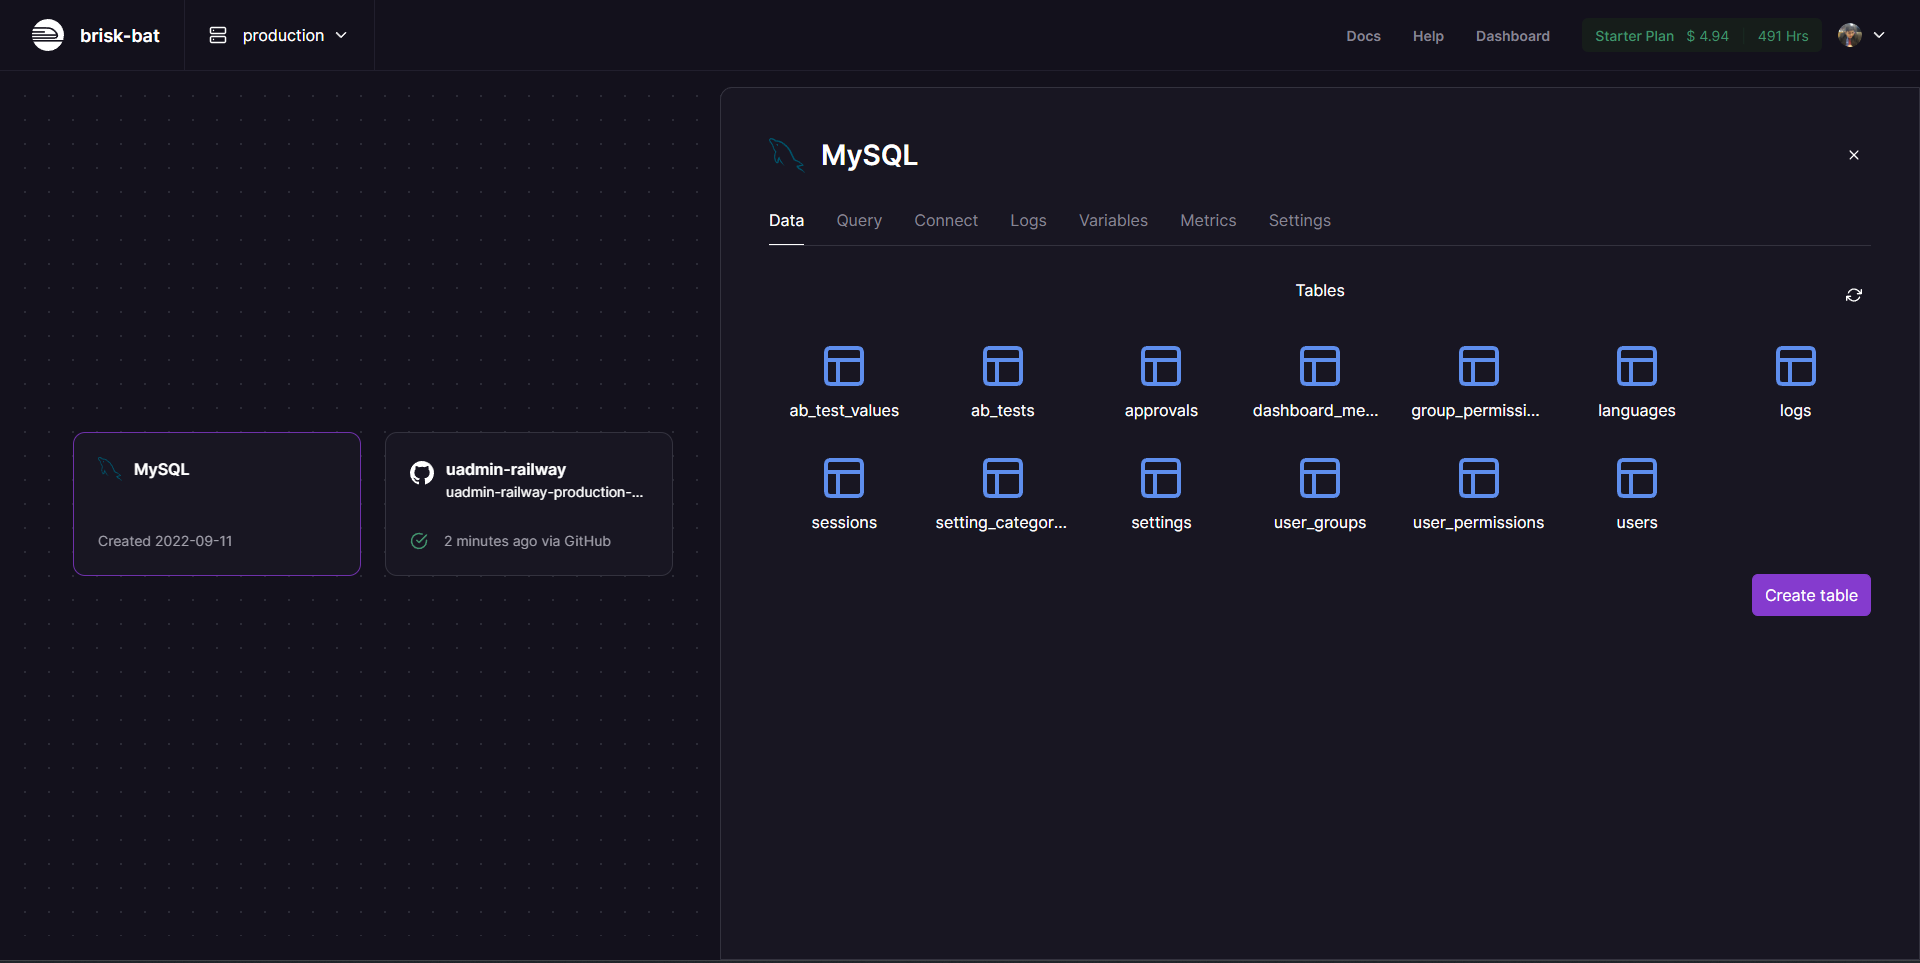 brisk-bat
production
Docs Help Dashboard Starter Plan $ 4.94 491 Hrs
MySQL
Created 2022-09-11
uadmin-railway
uadmin-railway-production-...
2 minutes ago via GitHub
MySQL
Data Query Connect Logs Variables Metrics Settings
Tables
ab_test_values ab_tests approvals dashboard_me... group_permissi... languages logs
sessions setting_categor... settings user_groups user_permissions users
Create table